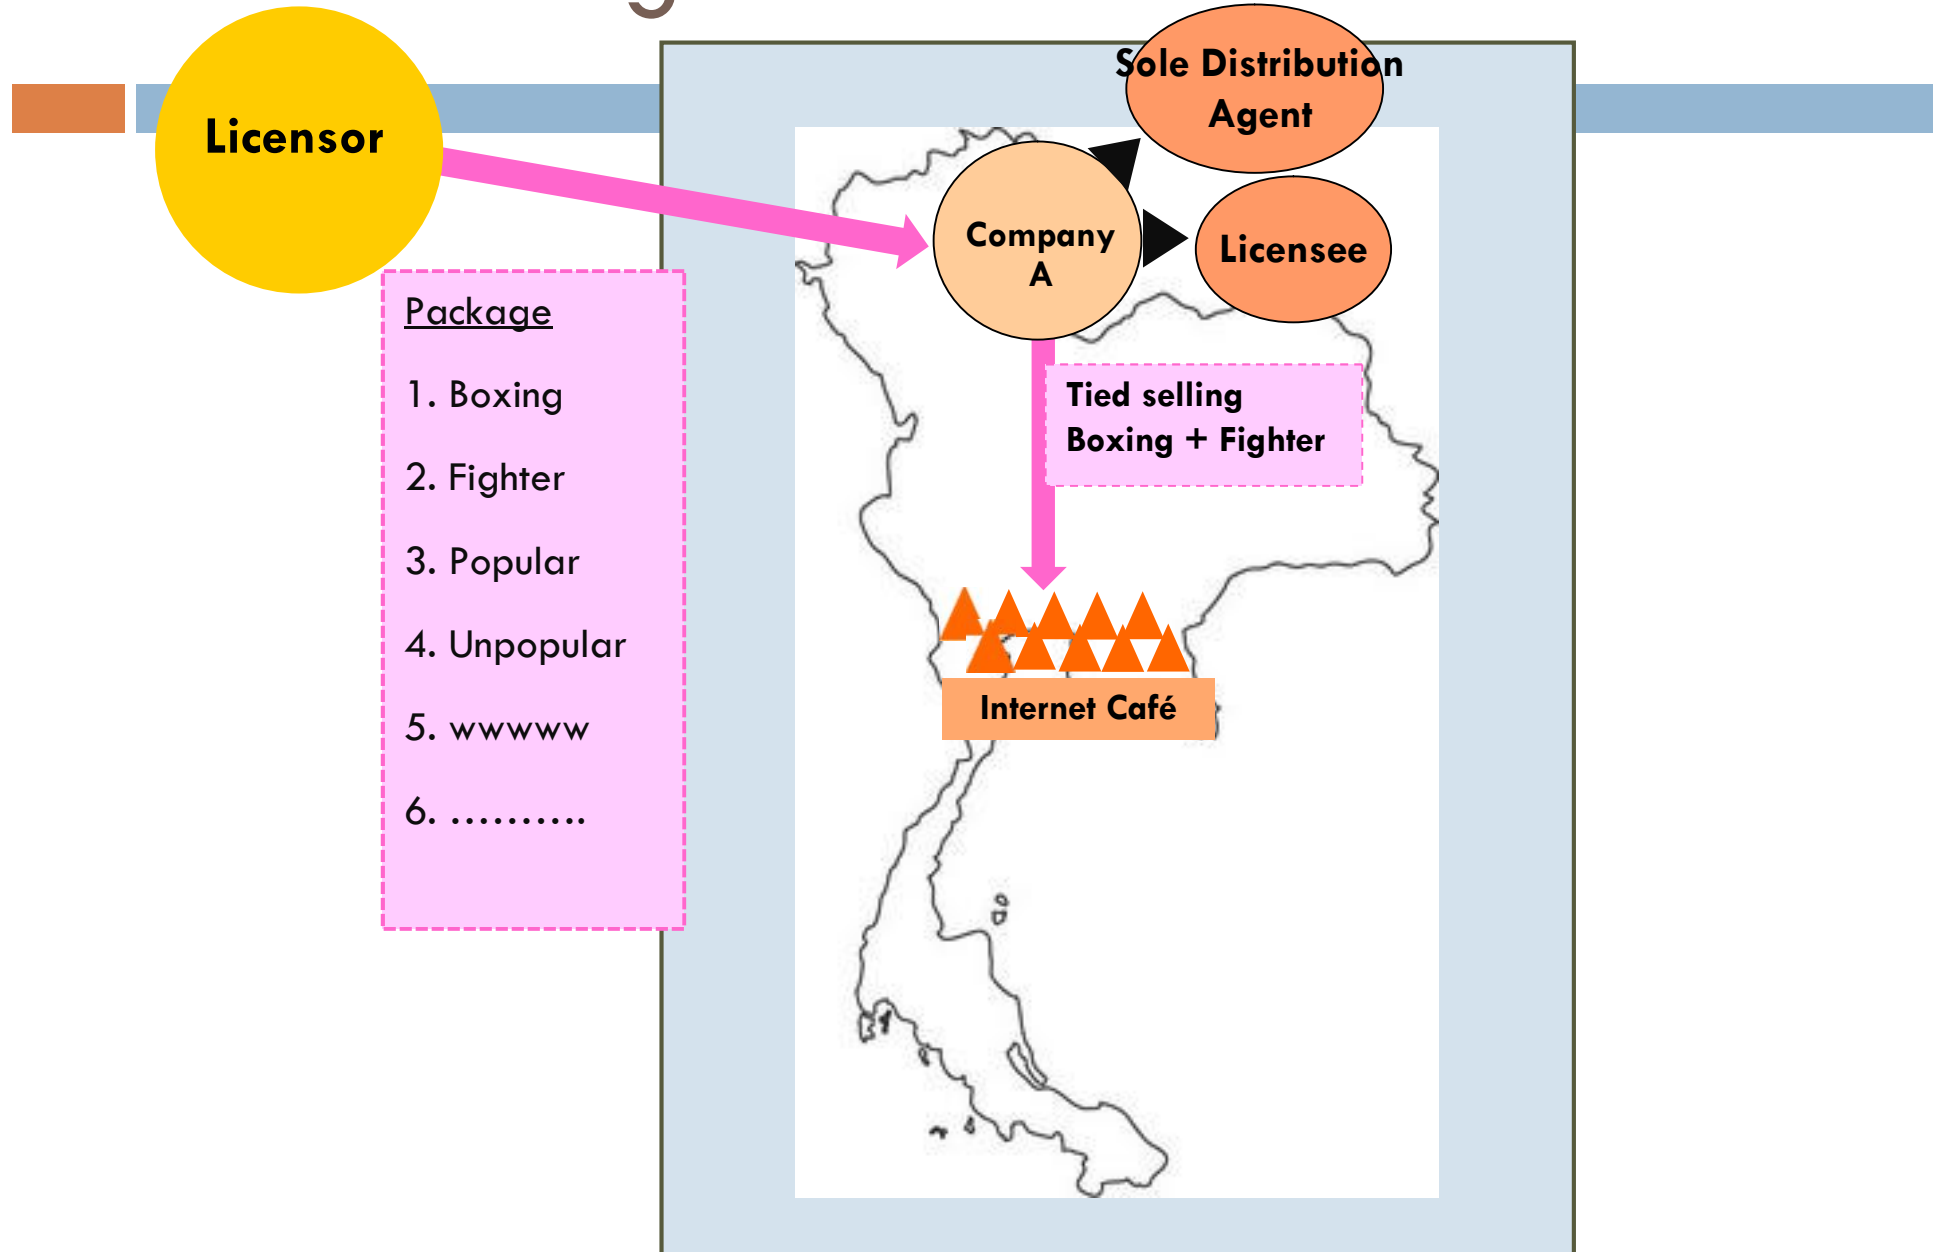 Licensor
Sole Distribution
Agent
Company
A
Licensee
Package
1. Boxing
2. Fighter
3. Popular
4. Unpopular
5. wwwww
6. ……….
Tied selling
Boxing + Fighter
Internet Café